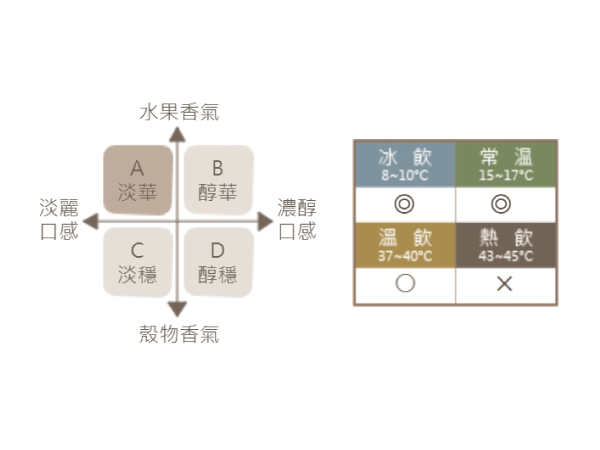 水果香氣
A
淡華
B
醇華
淡麗
口感
濃醇
口感
C
淡穩
D
醇穩
殼物香氣
冰飲
8~10°C
常溫
15~17°C
◎
◎
溫飲
37~40°C
熱飲
43~45°C
○
×